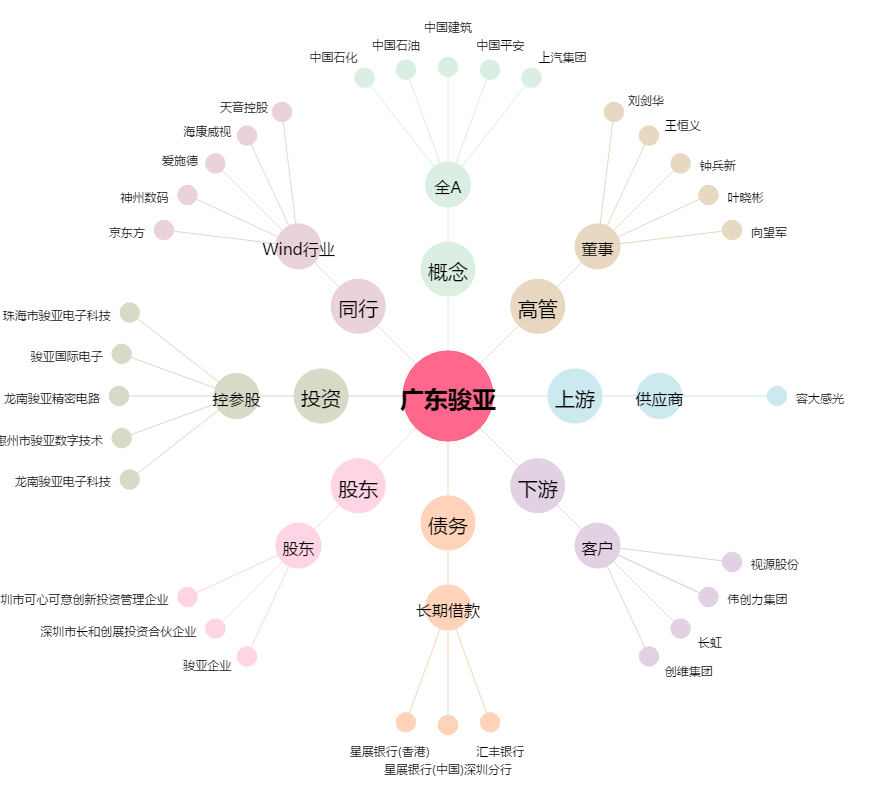 中国建筑
中国石油
中国平安
中国石化
上汽集团
天音控股
海康威视
爱施德
神州数码
京东方
刘剑华
王恒义
钟兵新
叶晓彬
向望军
全A
Wind行业
董事
概念
同行
高管
珠海市骏亚电子科技
骏亚国际电子
龙南骏亚精密电路
惠州市骏亚数字技术
龙南骏亚电子科技
控参股
投资
广东骏亚
上游
供应商
容大感光
股东
下游
债务
股东
客户
长期借款
视源股份
伟创力集团
长虹
创维集团
圳市可心可意创新投资管理企业
深圳市长和创展投资合伙企业
骏亚企业
星展银行(香港)
汇丰银行
星展银行(中国)深圳分行